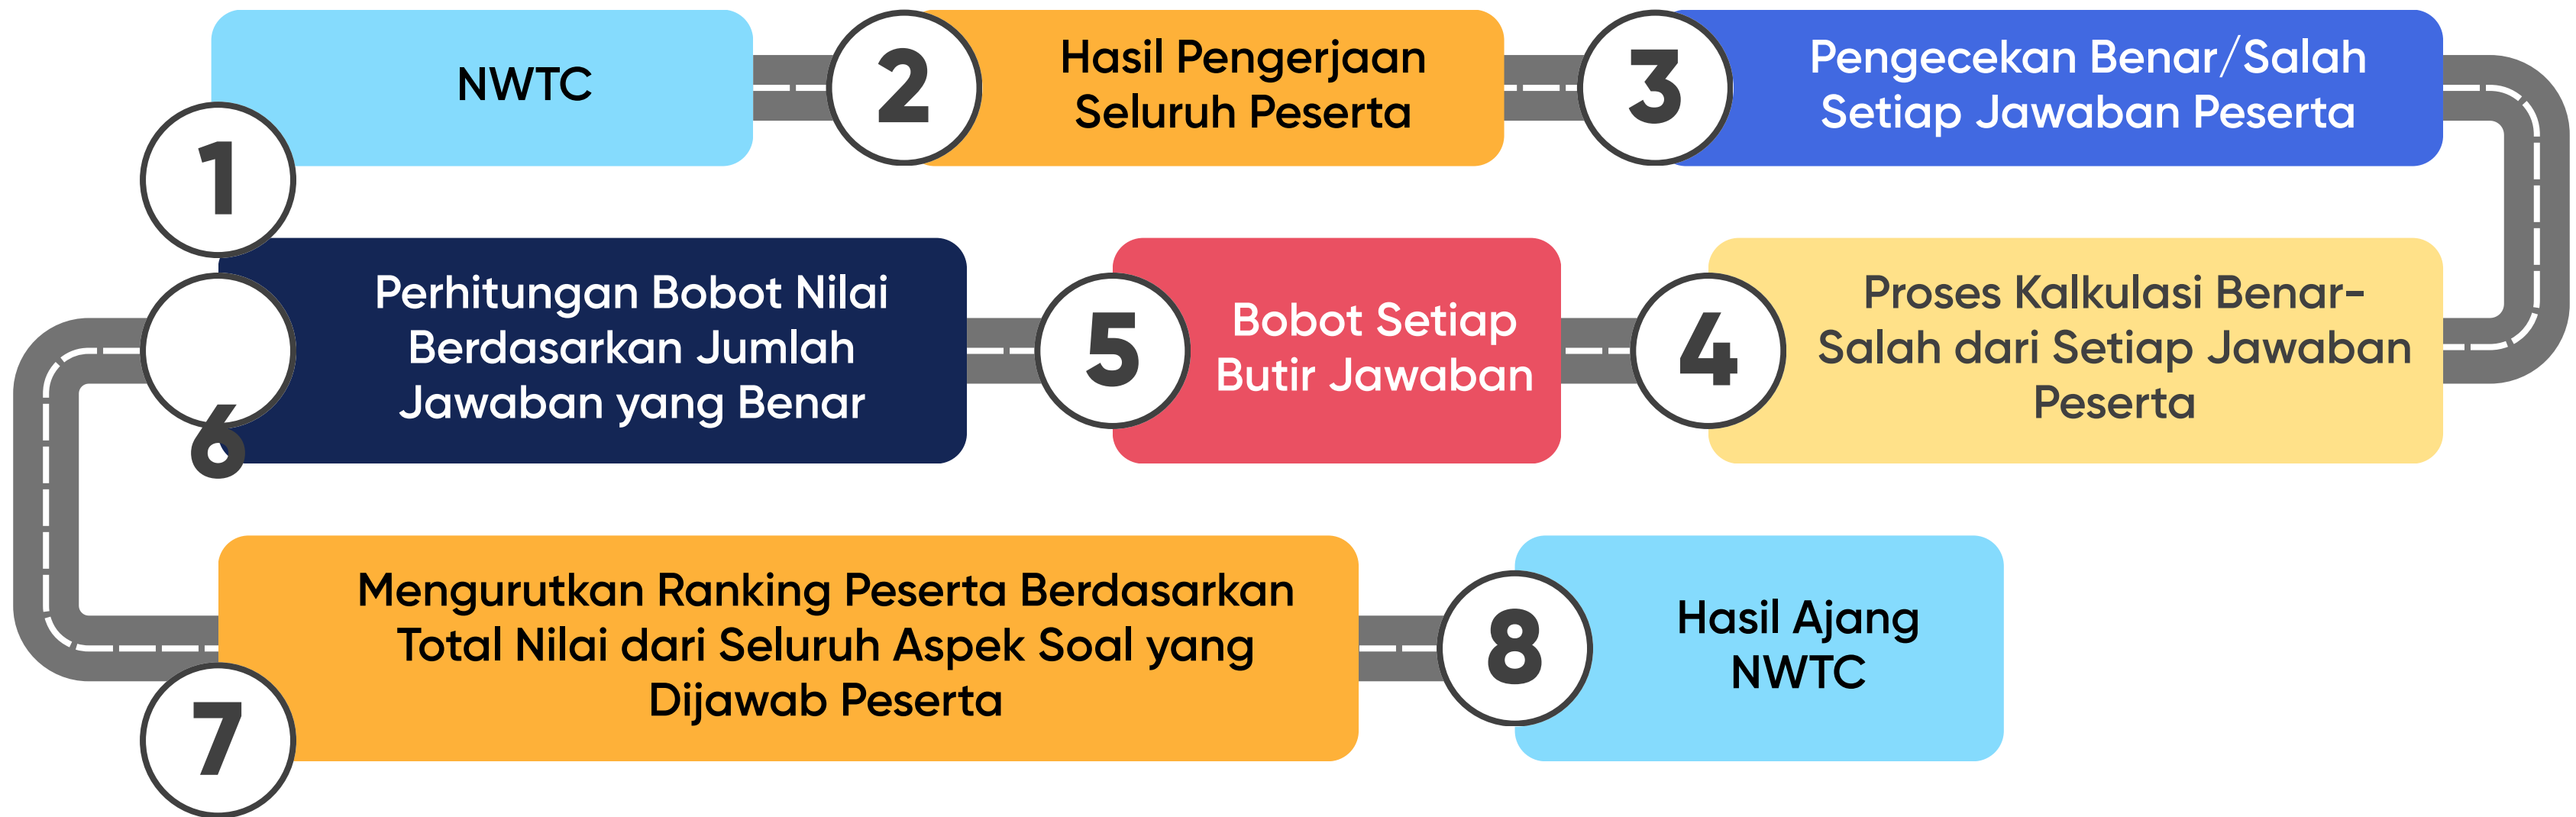 1
NWTC
2
Hasil Pengerjaan
Seluruh Peserta
3
Pengecekan Benar/Salah
Setiap Jawaban Peserta
4
Proses Kalkulasi Benar-
Salah dari Setiap Jawaban
Peserta
5
Bobot Setiap
Butir Jawaban
6
Perhitungan Bobot Nilai
Berdasarkan Jumlah
Jawaban yang Benar
7
Mengurutkan Ranking Peserta Berdasarkan
Total Nilai dari Seluruh Aspek Soal yang
Dijawab Peserta
8
Hasil Ajang
NWTC